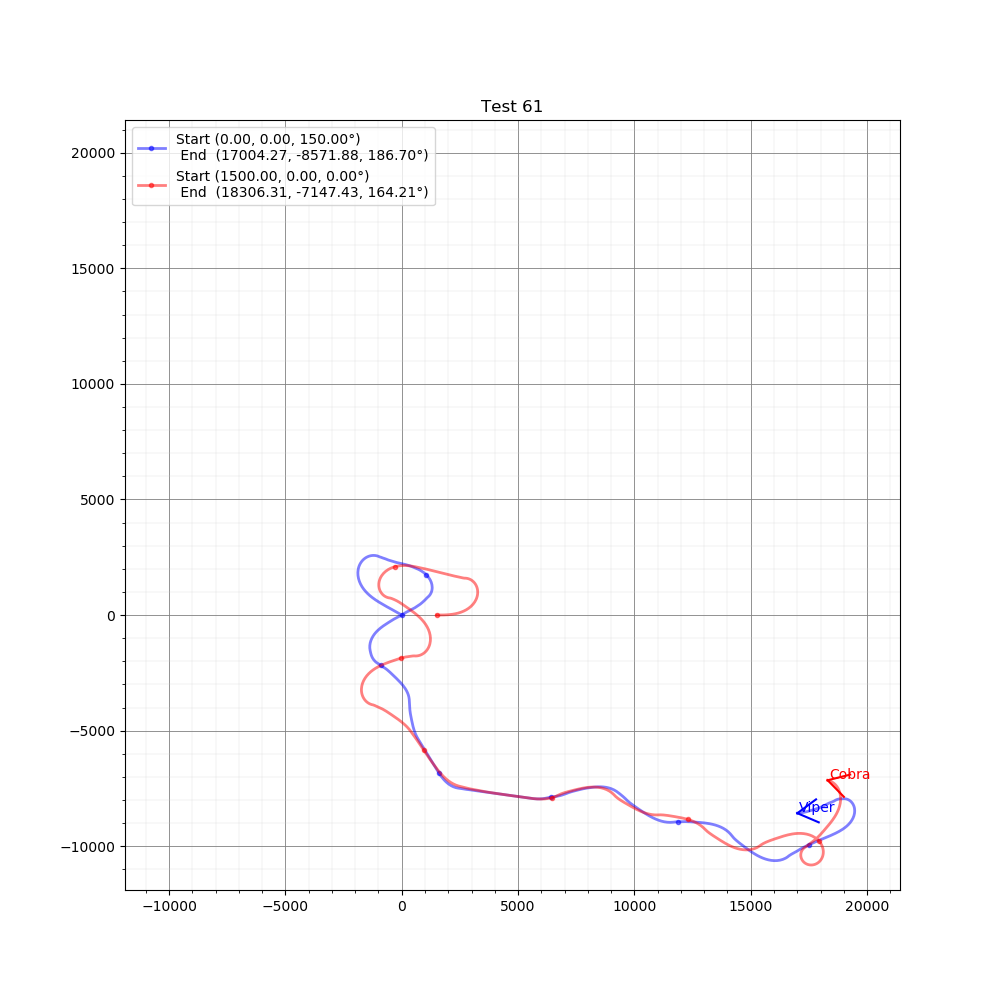 Test 61
Start (0.00, 0.00, 150.00°)
End (17004.27, -8571.88, 186.70°)
Start (1500.00, 0.00, 0.00°)
End (18306.31, -7147.43, 164.21°)
20000
15000
10000
5000
0
−5000
−10000
Cobra
Viper
−10000 −5000 0 5000 10000 15000 20000